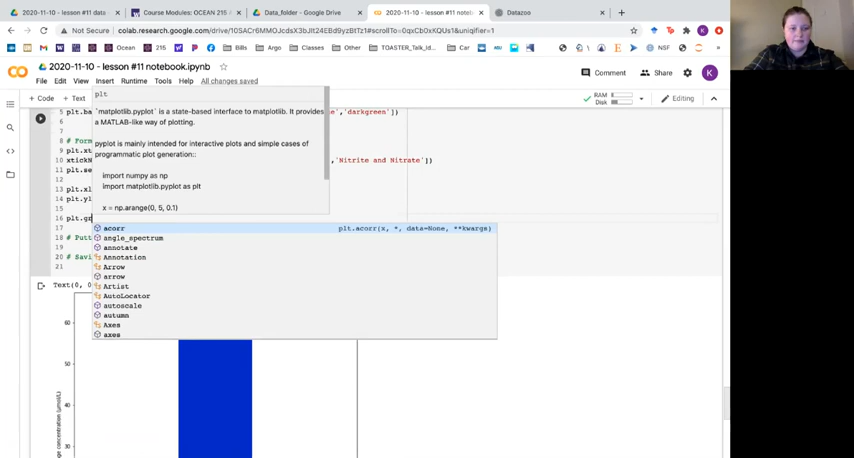 2020-11-10 - lesson #11 data
Course Modules: OCEAN 215
Data_folder - Google Drive
2020-11-10 - lesson #11 noteb
Datazoo
Not Secure
colab.research.google.com/drive/10SACr6MMOJcdsX3bJIt24EBd9yzBtTz1#scrollTo=0qxCb0xKQUs1&uniqifier=1
Ocean
215
Bills
Argo
Classes
Other
TOASTER_Talk_Id...
Car
NSF
2020-11-10 - lesson #11 notebook.ipynb
File Edit View Insert Runtime Tools Help All changes saved
Comment
Share
K
+ Code + Text
RAM
Disk
Editing
plt
`matplotlib.pyplot` is a state-based interface to matplotlib. It provides
a MATLAB-like way of plotting.
pyplot is mainly intended for interactive plots and simple cases of
programmatic plot generation::
import numpy as np
import matplotlib.pyplot as plt
x = np.arange(0, 5, 0.1)
5 plt.ba
e','darkgreen'])
6
7
8 # Form
9 plt.xt
10 xtickN
,'Nitrite and Nitrate'])
11 plt.se
12
13 plt.xl
14 plt.yl
15
16 plt.gr
17
18 # Putt
19
20 # Savi
21
acorr
plt.acorr(x, *, data=None, **kwargs)
angle_spectrum
annotate
Annotation
Arrow
arrow
Artist
AutoLocator
autoscale
autumn
Axes
axes
Text(0, 0
60
50
30
ge concentration (µmol/L)